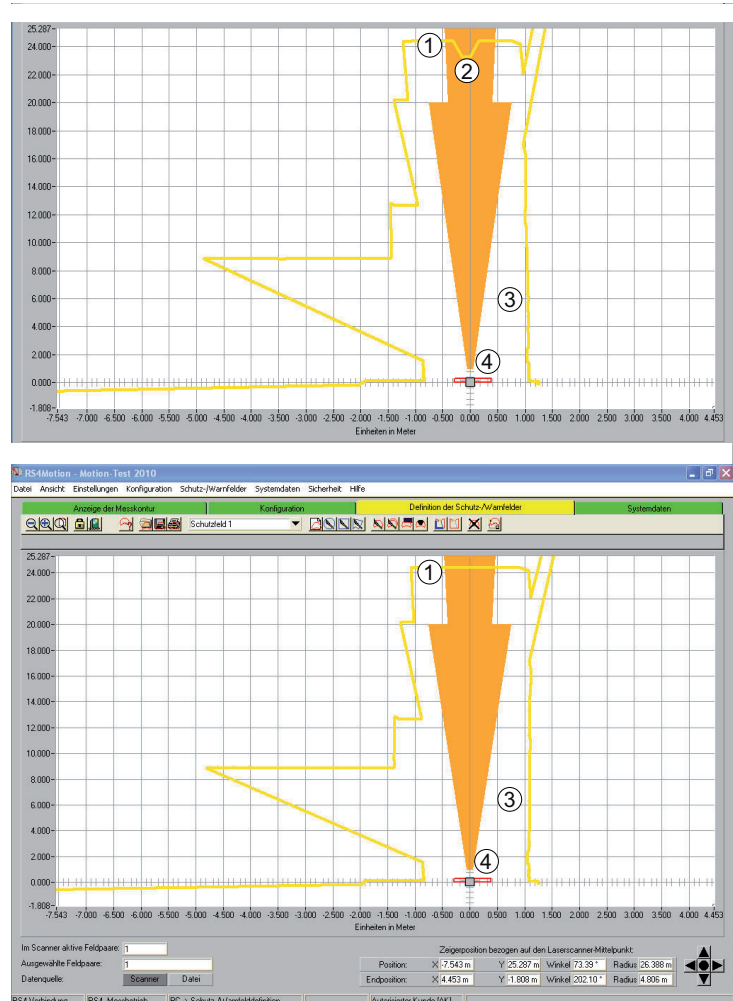 25.287
24.000
22.000
20.000
18.000
16.000
14.000
12.000
10.000
8.000
6.000
4.000
2.000
0.000
-1.808
1
2
3
4
-7.543 -7.000 -6.500 -6.000 -5.500 -5.000 -4.500 -4.000 -3.500 -3.000 -2.500 -2.000 -1.500 -1.000 -0.500 0.000 0.500 1.000 1.500 2.000 2.500 3.000 3.500 4.000 4.453
Einheiten in Meter
RS4Motion - Motion-Test 2010
Datei Ansicht Einstellungen Konfiguration Schutz-/Warnfelder Systemdaten Sicherheit Hilfe
Anzeige der Messkontur Konfiguration Definition der Schutz-/Warnfelder Systemdaten
Schutzfeld 1
25.287
24.000
22.000
20.000
18.000
16.000
14.000
12.000
10.000
8.000
6.000
4.000
2.000
0.000
-1.808
1
3
4
-7.543 -7.000 -6.500 -6.000 -5.500 -5.000 -4.500 -4.000 -3.500 -3.000 -2.500 -2.000 -1.500 -1.000 -0.500 0.000 0.500 1.000 1.500 2.000 2.500 3.000 3.500 4.000 4.453
Einheiten in Meter
Im Scanner aktive Feldpaare: 1
Zeigerposition bezogen auf den Laserscanner-Mittelpunkt:
Ausgewählte Feldpaare: 1
Position: X -7.543 m Y 25.287 m Winkel 73.39 ° Radius 26.388 m
Datenquelle: Scanner Datei
Endposition: X 4.453 m Y -1.808 m Winkel 202.10 ° Radius 4.806 m